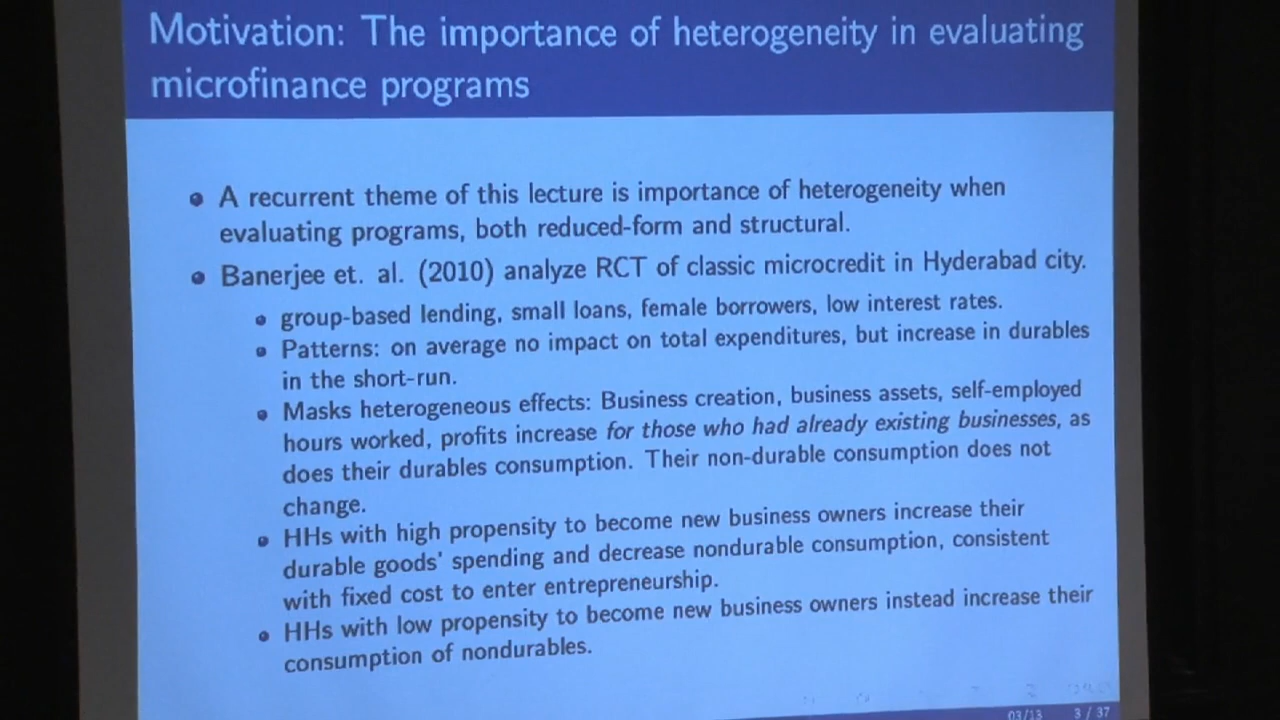 Motivation: The importance of heterogeneity in evaluating
microfinance programs
A recurrent theme of this lecture is importance of heterogeneity when
evaluating programs, both reduced-form and structural.
Banerjee et. al. (2010) analyze RCT of classic microcredit in Hyderabad city.
group-based lending, small loans, female borrowers, low interest rates.
Patterns: on average no impact on total expenditures, but increase in durables
in the short-run.
Masks heterogeneous effects: Business creation, business assets, self-employed
hours worked, profits increase for those who had already existing businesses, as
does their durables consumption. Their non-durable consumption does not
change.
HHs with high propensity to become new business owners increase their
durable goods' spending and decrease nondurable consumption, consistent
with fixed cost to enter entrepreneurship.
HHs with low propensity to become new business owners instead increase their
consumption of nondurables.
03/13 3 / 37